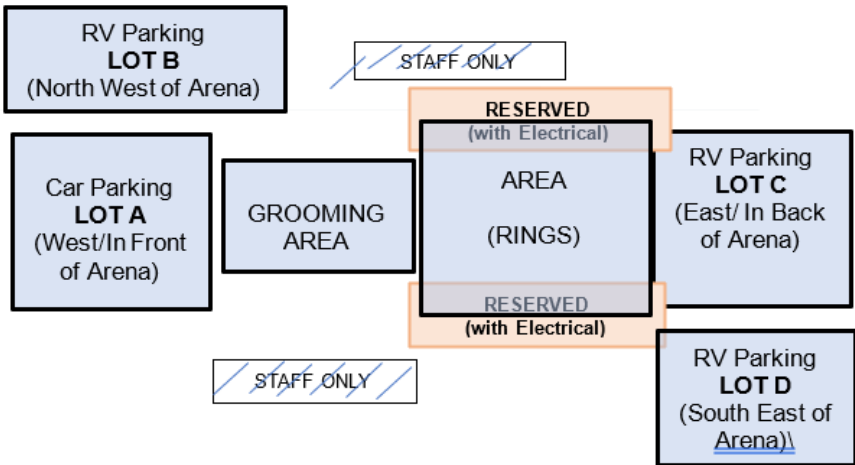 RV Parking
LOT B
(North West of Arena)
STAFF ONLY
RESERVED
(with Electrical)
Car Parking
LOT A
(West/In Front
of Arena)
GROOMING
AREA
AREA
(RINGS)
RV Parking
LOT C
(East/ In Back
of Arena)
RESERVED
(with Electrical)
STAFF ONLY
RV Parking
LOT D
(South East of
Arena)\